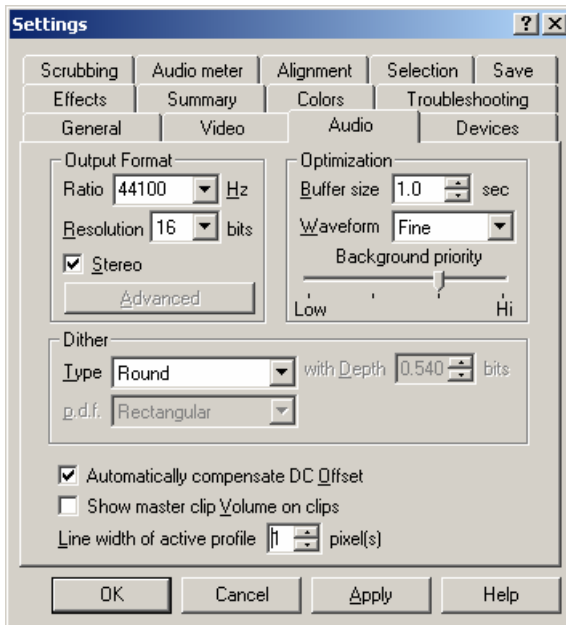 Settings
Scrubbing Audio meter Alignment Selection Save
Effects Summary Colors Troubleshooting
General Video Audio Devices
Output Format
Ratio 44100 Hz
Resolution 16 bits
Stereo
Advanced
Optimization
Buffer size 1.0 sec
Waveform Fine
Background priority
Low Hi
Dither
Type Round with Depth 0.540 bits
p.d.f. Rectangular
Automatically compensate DC Offset
Show master clip Volume on clips
Line width of active profile 1 pixel(s)
OK Cancel Apply Help